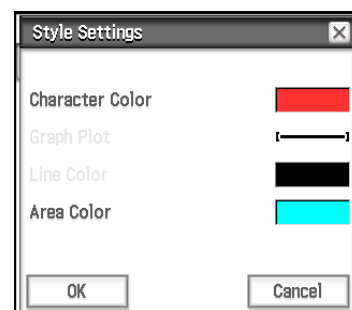 Style Settings
Character Color
Graph Plot
Line Color
Area Color
OK Cancel